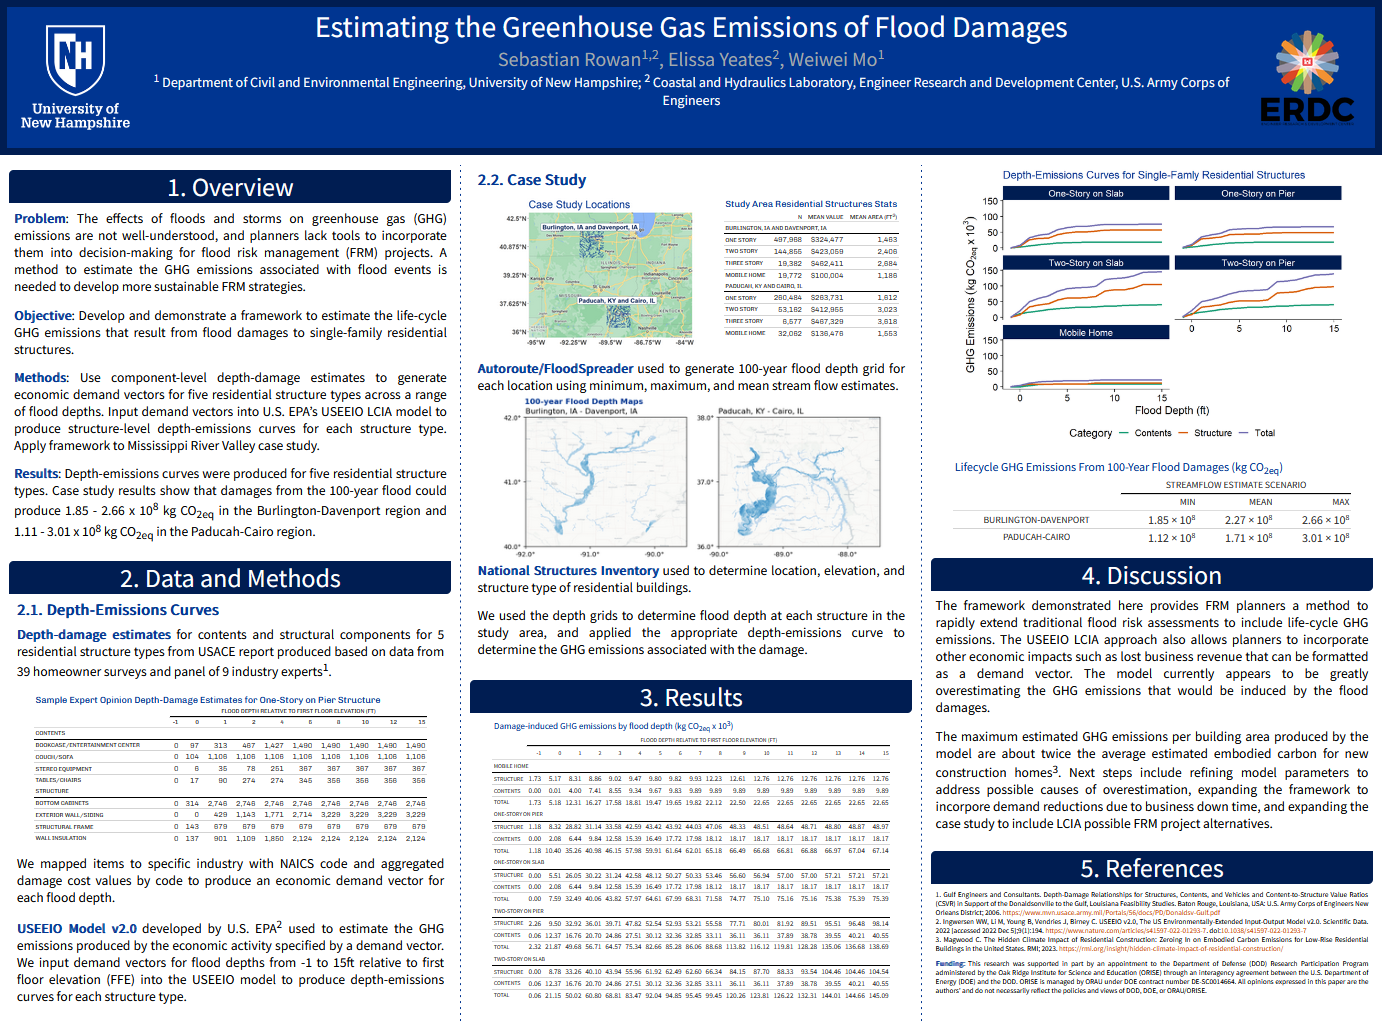 Estimating the Greenhouse Gas Emissions of Flood Damages
Sebastian Rowan1,2, Elissa Yeates2, Weiwei Mo1
1 Department of Civil and Environmental Engineering, University of New Hampshire; 2 Coastal and Hydraulics Laboratory, Engineer Research and Development Center, U.S. Army Corps of
Engineers
NH
University of
New Hampshire
ERDC
1. Overview
Problem: The effects of floods and storms on greenhouse gas (GHG)
emissions are not well-understood, and planners lack tools to incorporate
them into decision-making for flood risk management (FRM) projects. A
method to estimate the GHG emissions associated with flood events is
needed to develop more sustainable FRM strategies.
Objective: Develop and demonstrate a framework to estimate the life-cycle
GHG emissions that result from flood damages to single-family residential
structures.
Methods: Use component-level depth-damage estimates to generate
economic demand vectors for five residential structure types across a range
of flood depths. Input demand vectors into U.S. EPA's USEEIO LCIA model to
produce structure-level depth-emissions curves for each structure type.
Apply framework to Mississippi River Valley case study.
Results: Depth-emissions curves were produced for five residential structure
types. Case study results show that damages from the 100-year flood could
produce 1.85 - 2.66 x 10^8 kg CO2eq in the Burlington-Davenport region and
1.11 - 3.01 x 10^8 kg CO2eq in the Paducah-Cairo region.
2. Data and Methods
2.1. Depth-Emissions Curves
Depth-damage estimates for contents and structural components for 5
residential structure types from USACE report produced based on data from
39 homeowner surveys and panel of 9 industry experts1.
Sample Expert Opinion Depth-Damage Estimates for One-Story on Pier Structure
FLOOD DEPTH RELATIVE TO FIRST FLOOR ELEVATION (FT)
-1 0 1 2 4 6 8 10 12 15
CONTENTS
BOOKCASE/ENTERTAINMENT CENTER 0 97 313 467 1,427 1,490 1,490 1,490 1,490 1,490
COUCH/SOFA 0 104 1,106 1,106 1,106 1,106 1,106 1,106 1,106 1,106
STEREO EQUIPMENT 0 6 35 78 251 367 367 367 367 367
TABLES/CHAIRS 0 17 90 274 274 345 356 356 356 356
STRUCTURE
BOTTOM CABINETS 0 314 2,746 2,746 2,746 2,746 2,746 2,746 2,746 2,746
EXTERIOR WALL/SIDING 0 0 429 1,143 1,771 2,714 3,229 3,229 3,229 3,229
STRUCTURAL FRAME 0 143 679 679 679 679 679 679 679 679
WALL INSULATION 0 137 901 1,109 1,860 2,124 2,124 2,124 2,124 2,124
We mapped items to specific industry with NAICS code and aggregated
damage cost values by code to produce an economic demand vector for
each flood depth.
USEEIO Model v2.0 developed by U.S. EPA2 used to estimate the GHG
emissions produced by the economic activity specified by a demand vector.
We input demand vectors for flood depths from -1 to 15ft relative to first
floor elevation (FFE) into the USEEIO model to produce depth-emissions
curves for each structure type.
2.2. Case Study
Case Study Locations
42.5°N
40.875°N
39.25°N
37.625°N
36°N
Burlington, IA and Davenport, IA
Paducah, KY and Cairo, IL
-95°W -92.25°W -89.5°W -86.75°W -84°W
Study Area Residential Structures Stats
N MEAN VALUE MEAN AREA (FT²)
BURLINGTON, IA AND DAVENPORT, IA
ONE STORY 497,968 $324,477 1,463
TWO STORY 144,855 $423,059 2,406
THREE STORY 19,382 $462,411 2,684
MOBILE HOME 19,772 $100,004 1,186
PADUCAH, KY AND CAIRO, IL
ONE STORY 260,484 $263,731 1,612
TWO STORY 53,162 $412,955 3,023
THREE STORY 6,577 $467,329 3,618
MOBILE HOME 32,062 $136,476 1,553
Autoroute/FloodSpreader used to generate 100-year flood depth grid for
each location using minimum, maximum, and mean stream flow estimates.
100-year Flood Depth Maps
Burlington, IA - Davenport, IA
Paducah, KY - Cairo, IL
42.0° 41.0° 40.0°
-92.0° -91.0° -90.0°
38.0° 37.0° 36.0°
-90.0° -89.0° -88.0°
National Structures Inventory used to determine location, elevation, and
structure type of residential buildings.
We used the depth grids to determine flood depth at each structure in the
study area, and applied the appropriate depth-emissions curve to
determine the GHG emissions associated with the damage.
3. Results
Damage-induced GHG emissions by flood depth (kg CO2eq x 10^3)
FLOOD DEPTH RELATIVE TO FIRST FLOOR ELEVATION (FT)
-1 0 1 2 3 4 5 6 7 8 9 10 11 12 13 14 15
MOBILE HOME
STRUCTURE 1.73 5.17 8.31 8.86 9.02 9.47 9.80 9.82 9.93 12.23 12.61 12.76 12.76 12.76 12.76 12.76 12.76
CONTENTS 0.00 0.01 4.00 7.41 8.55 9.34 9.67 9.83 9.89 9.89 9.89 9.89 9.89 9.89 9.89 9.89 9.89
TOTAL 1.73 5.18 12.31 16.27 17.58 18.81 19.47 19.65 19.82 22.12 22.50 22.65 22.65 22.65 22.65 22.65 22.65
ONE-STORY ON PIER
STRUCTURE 1.18 8.32 28.82 31.14 33.58 42.59 43.42 43.92 44.03 47.06 48.33 48.51 48.64 48.71 48.80 48.87 48.97
CONTENTS 0.00 2.08 6.44 9.84 12.58 15.39 16.49 17.72 17.98 18.12 18.17 18.17 18.17 18.17 18.17 18.17 18.17
TOTAL 1.18 10.40 35.26 40.98 46.15 57.98 59.91 61.64 62.01 65.18 66.49 66.68 66.81 66.88 66.97 67.04 67.14
ONE-STORY ON SLAB
STRUCTURE 0.00 5.51 26.05 30.22 31.24 42.58 48.12 50.27 50.33 53.46 56.60 56.94 57.00 57.00 57.21 57.21 57.21
CONTENTS 0.00 2.08 6.44 9.84 12.58 15.39 16.49 17.72 17.98 18.12 18.17 18.17 18.17 18.17 18.17 18.17 18.17
TOTAL 0.00 7.59 32.49 40.06 43.82 57.97 64.61 67.99 68.31 71.58 74.77 75.10 75.16 75.16 75.38 75.39 75.39
TWO-STORY ON PIER
STRUCTURE 2.26 9.50 32.92 36.01 39.71 47.82 52.54 52.93 53.21 55.58 77.71 80.01 81.92 89.51 95.51 96.48 98.14
CONTENTS 0.06 12.37 16.76 20.70 24.86 27.51 30.12 32.36 32.85 33.11 36.11 36.11 37.89 38.78 39.55 40.21 40.55
TOTAL 2.32 21.87 49.68 56.71 64.57 75.34 82.66 85.28 86.06 88.68 113.82 116.12 119.81 128.28 135.06 136.68 138.69
TWO-STORY ON SLAB
STRUCTURE 0.00 8.78 33.26 40.10 43.94 55.96 61.92 62.49 62.60 66.34 84.15 87.70 88.33 93.54 104.46 104.46 104.54
CONTENTS 0.06 12.37 16.76 20.70 24.86 27.51 30.12 32.36 32.85 33.11 36.11 36.11 37.89 38.78 39.55 40.21 40.55
TOTAL 0.06 21.15 50.02 60.80 68.81 83.47 92.04 94.85 95.45 99.45 120.26 123.81 126.22 132.31 144.01 144.66 145.09
Depth-Emissions Curves for Single-Famly Residential Structures
One-Story on Slab
One-Story on Pier
Two-Story on Slab
Two-Story on Pier
Mobile Home
150 100 50 0
150 100 50 0
150 100 50 0
0 5 10 15
0 5 10 15
GHG Emissions (kg CO2eq x 10^3)
Flood Depth (ft)
Category Contents Structure Total
Lifecycle GHG Emissions From 100-Year Flood Damages (kg CO2eq)
STREAMFLOW ESTIMATE SCENARIO
MIN MEAN MAX
BURLINGTON-DAVENPORT 1.85 × 10^8 2.27 × 10^8 2.66 × 10^8
PADUCAH-CAIRO 1.12 × 10^8 1.71 × 10^8 3.01 × 10^8
4. Discussion
The framework demonstrated here provides FRM planners a method to
rapidly extend traditional flood risk assessments to include life-cycle GHG
emissions. The USEEIO LCIA approach also allows planners to incorporate
other economic impacts such as lost business revenue that can be formatted
as a demand vector. The model currently appears to be greatly
overestimating the GHG emissions that would be induced by the flood
damages.
The maximum estimated GHG emissions per building area produced by the
model are about twice the average estimated embodied carbon for new
construction homes3. Next steps include refining model parameters to
address possible causes of overestimation, expanding the framework to
incorpore demand reductions due to business down time, and expanding the
case study to include LCIA possible FRM project alternatives.
5. References
1. Gulf Engineers and Consultants. Depth-Damage Relationships for Structures, Contents, and Vehicles and Content-to-Structure Value Ratios
(CSVR) in Support of the Donaldsonville to the Gulf, Louisiana Feasibility Studies. Baton Rouge, Louisiana, USA: U.S. Army Corps of Engineers New
Orleans District; 2006. https://www.mvn.usace.army.mil/Portals/56/docs/PD/Donaldsv-Gulf.pdf
2. Ingwersen WW, Li M, Young B, Vendries J, Birney C. USEEIO v2.0, The US Environmentally-Extended Input-Output Model v2.0. Scientific Data.
2022 [accessed 2022 Dec 5];9(1):194. https://www.nature.com/articles/s41597-022-01293-7. doi:10.1038/s41597-022-01293-7
3. Magwood C. The Hidden Climate Impact of Residential Construction: Zeroing In on Embodied Carbon Emissions for Low-Rise Residential
Buildings in the United States. RMI; 2023. https://rmi.org/insight/hidden-climate-impact-of-residential-construction/
Funding: This research was supported in part by an appointment to the Department of Defense (DOD) Research Participation Program
administered by the Oak Ridge Institute for Science and Education (ORISE) through an interagency agreement between the U.S. Department of
Energy (DOE) and the DOD. ORISE is managed by ORAU under DOE contract number DE-SC0014664. All opinions expressed in this paper are the
authors' and do not necessarily reflect the policies and views of DOD, DOE, or ORAU/ORISE.